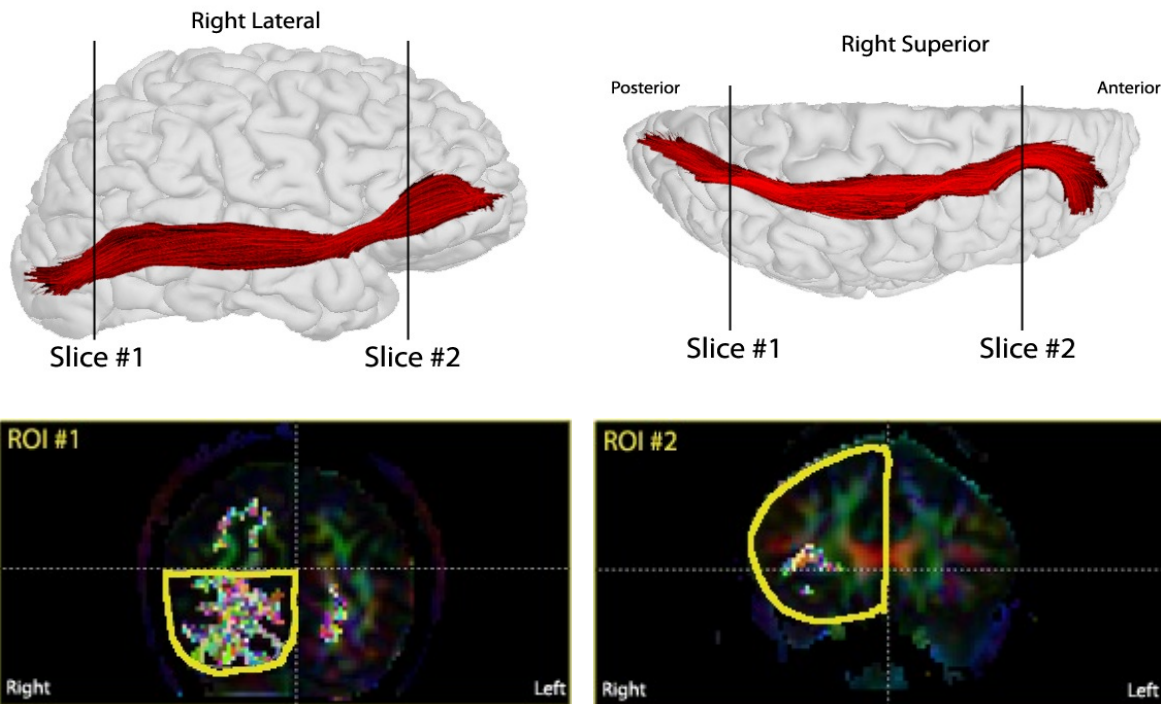 Right Lateral
Right Superior
Posterior
Anterior
Slice #1
Slice #2
Slice #1
Slice #2
ROI #1
ROI #2
Right
Left
Right
Left